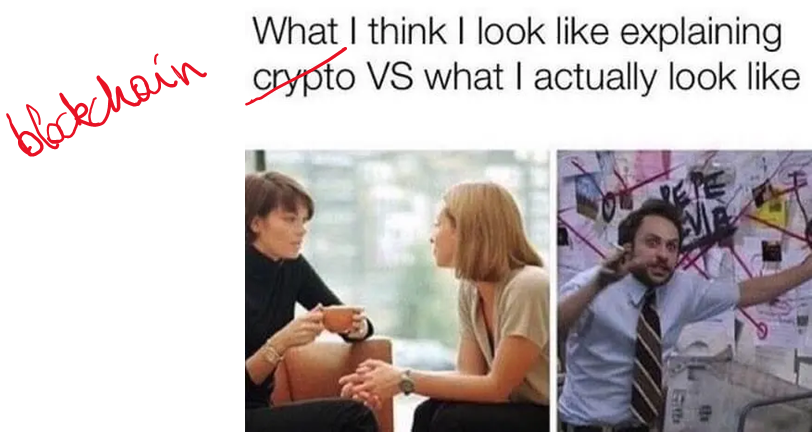 What I think I look like explaining
blockchain
crypto VS what I actually look like
PEPE
SILVIA